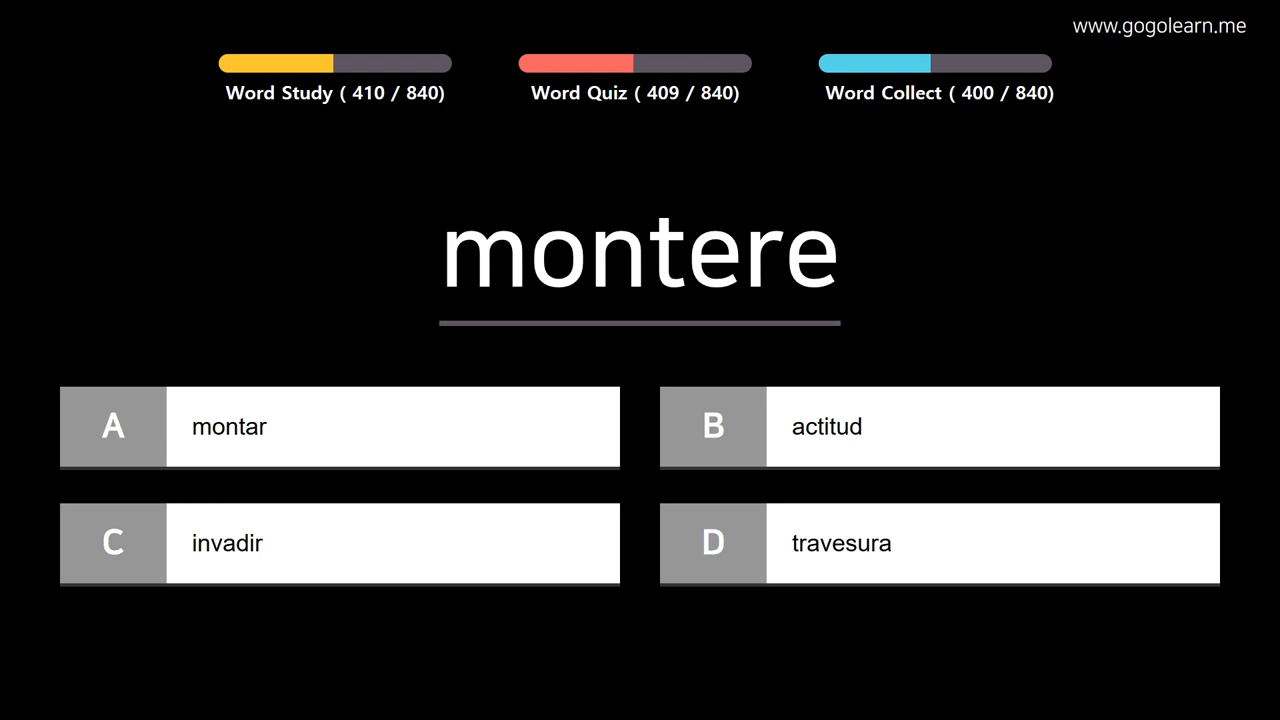 www.gogolearn.me
Word Study ( 410 / 840)
Word Quiz ( 409 / 840)
Word Collect ( 400 / 840)
montere
A montar
B actitud
C invadir
D travesura